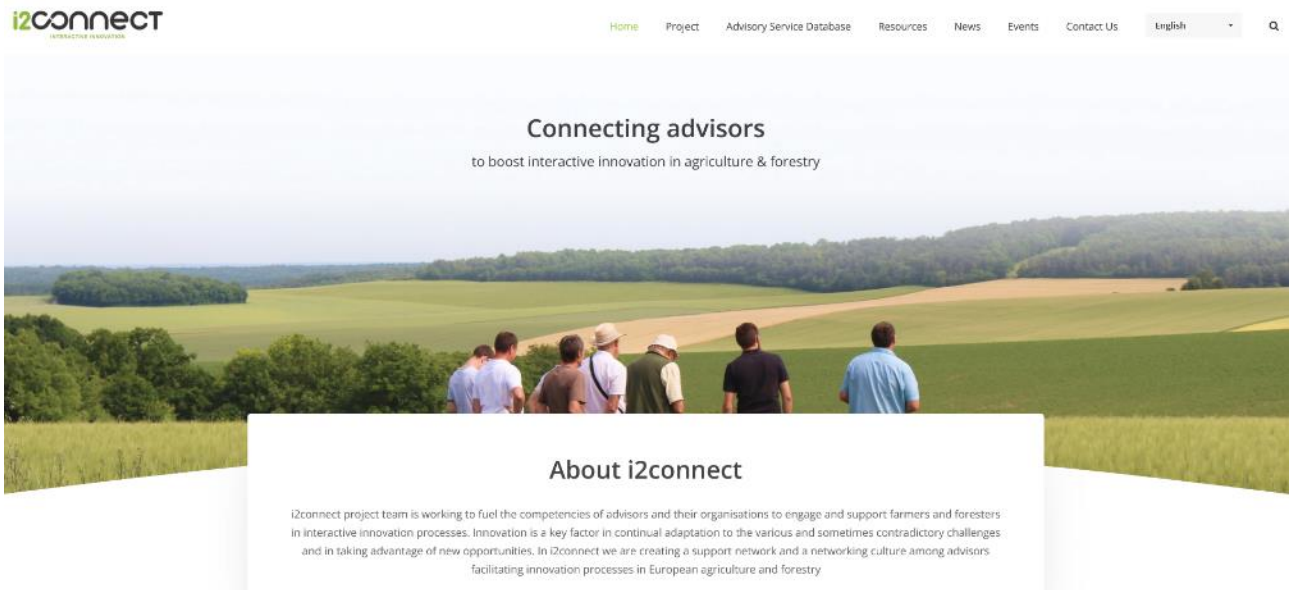 i2connect
INTERACTIVE INNOVATION
Home Project Advisory Service Database Resources News Events Contact Us English
Connecting advisors
to boost interactive innovation in agriculture & forestry
About i2connect
i2connect project team is working to fuel the competencies of advisors and their organisations to engage and support farmers and foresters
in interactive innovation processes. Innovation is a key factor in continual adaptation to the various and sometimes contradictory challenges
and in taking advantage of new opportunities. In i2connect we are creating a support network and a networking culture among advisors
facilitating innovation processes in European agriculture and forestry